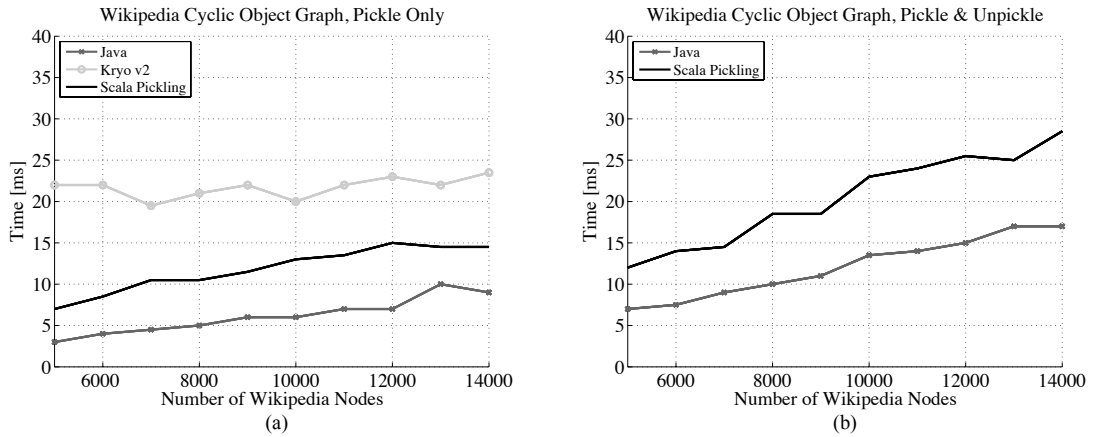 Wikipedia Cyclic Object Graph, Pickle Only
40
35
30
25
20
15
10
5
0
Time [ms]
Java
Kryo v2
Scala Pickling
6000 8000 10000 12000 14000
Number of Wikipedia Nodes
(a)
Wikipedia Cyclic Object Graph, Pickle & Unpickle
40
35
30
25
20
15
10
5
0
Time [ms]
Java
Scala Pickling
6000 8000 10000 12000 14000
Number of Wikipedia Nodes
(b)